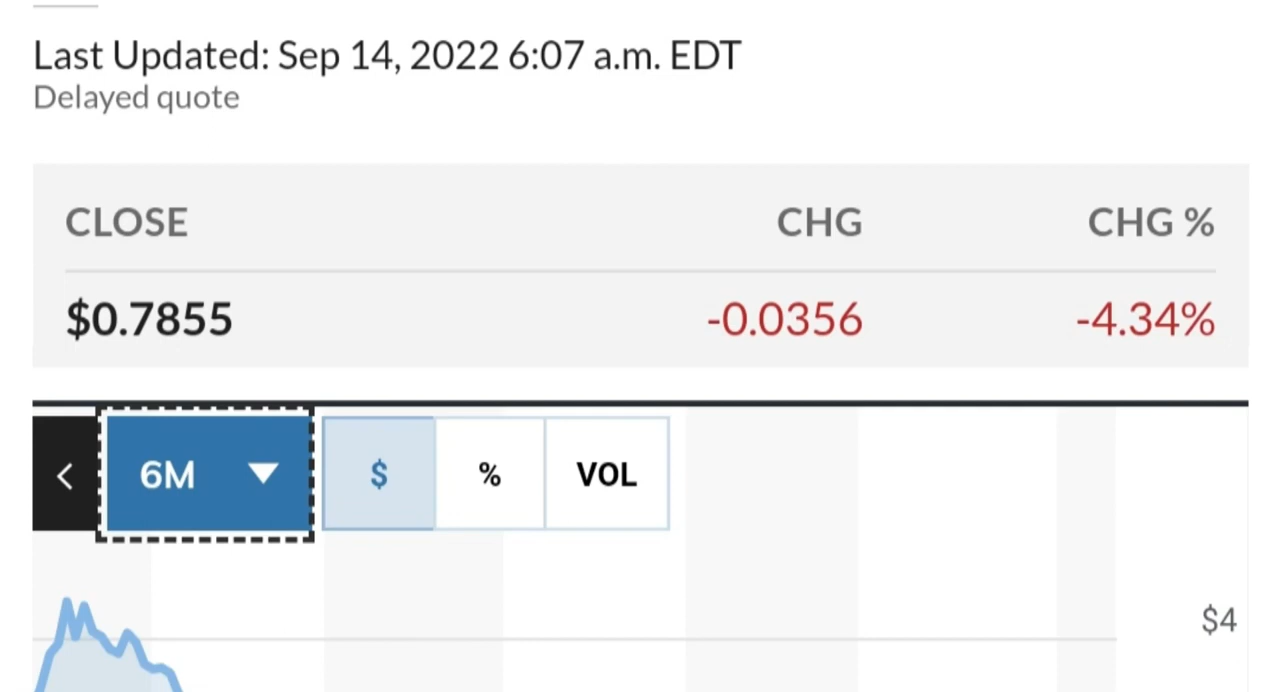 Last Updated: Sep 14, 2022 6:07 a.m. EDT
Delayed quote
CLOSE CHG CHG %
$0.7855 -0.0356 -4.34%
6M $ % VOL
$4